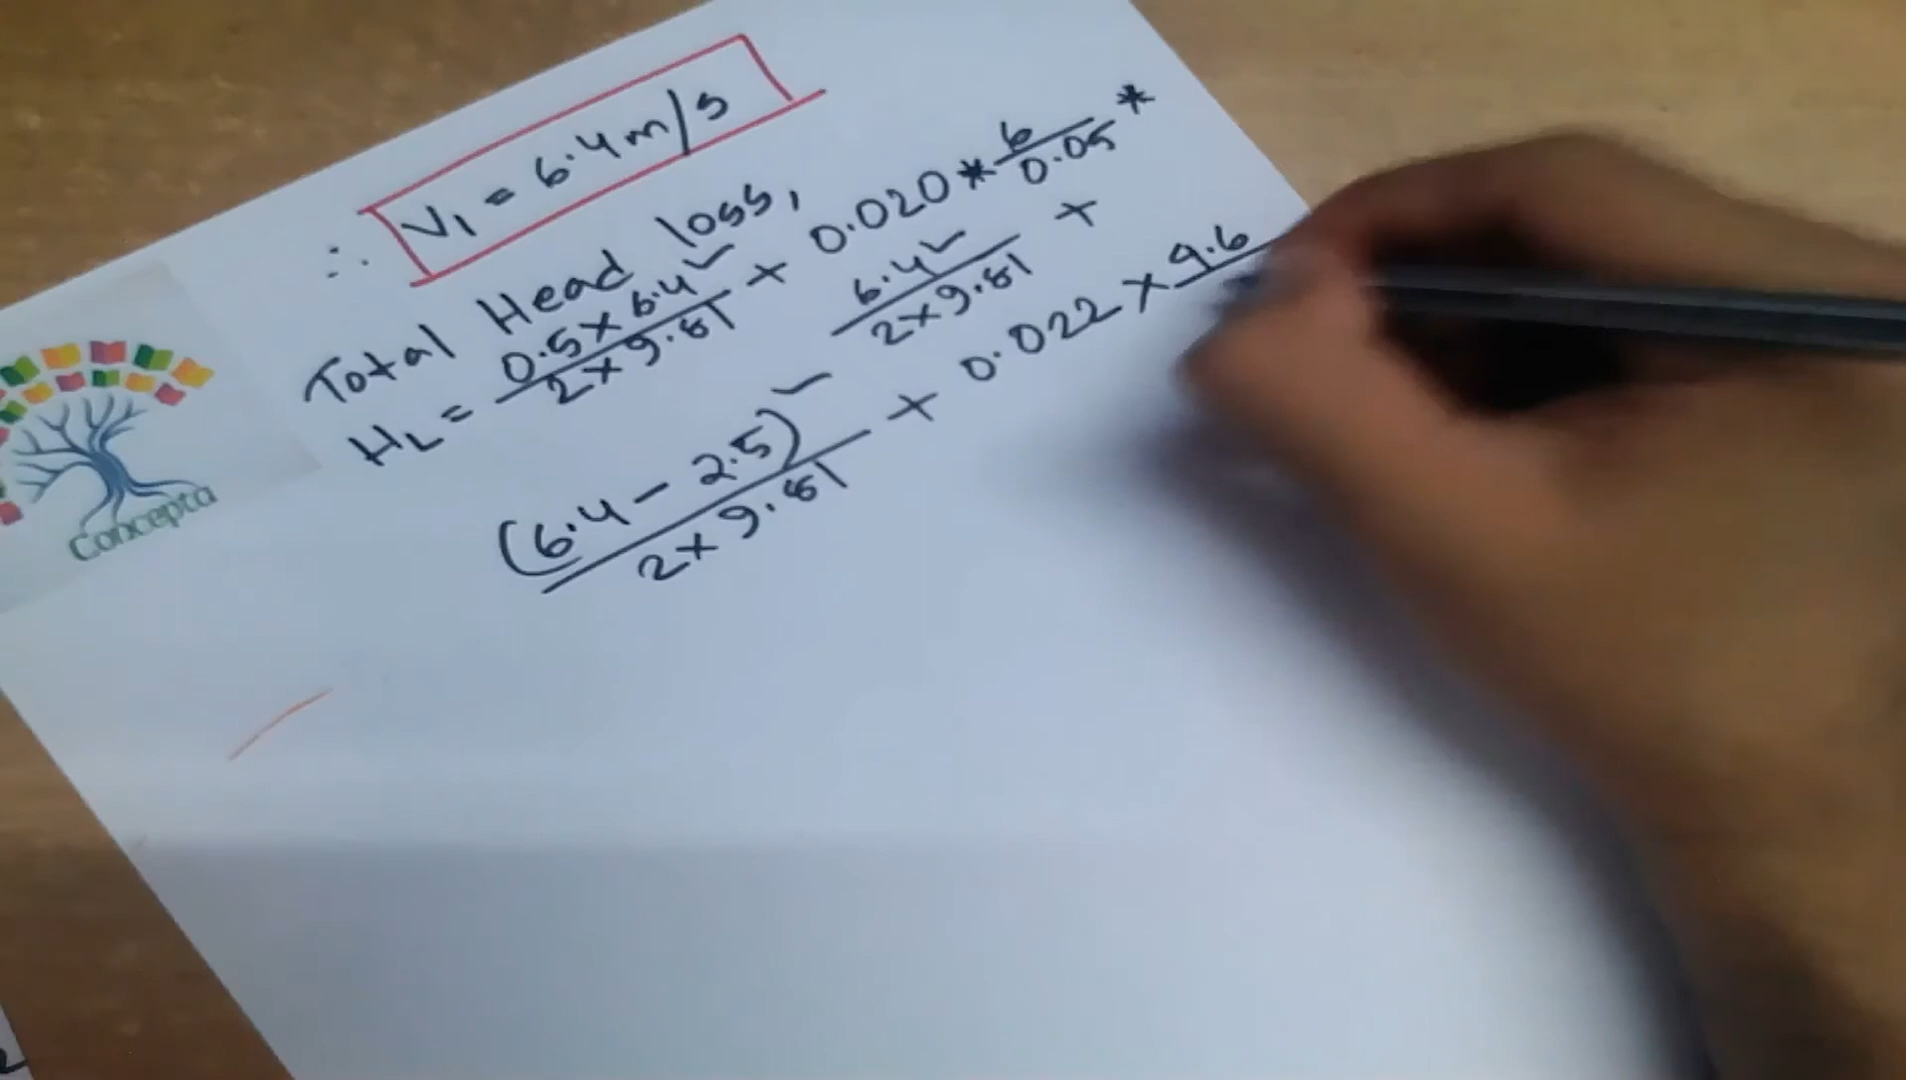 ∴ V₁ = 6.4 m/s
Total Head loss,
H_L = (0.5 × 6.4²)/(2 × 9.81) + 0.020 * 6/0.05 *
6.4²/(2 × 9.81) +
(6.4 - 2.5)²/(2 × 9.81) + 0.022 × 9.6
Concepta